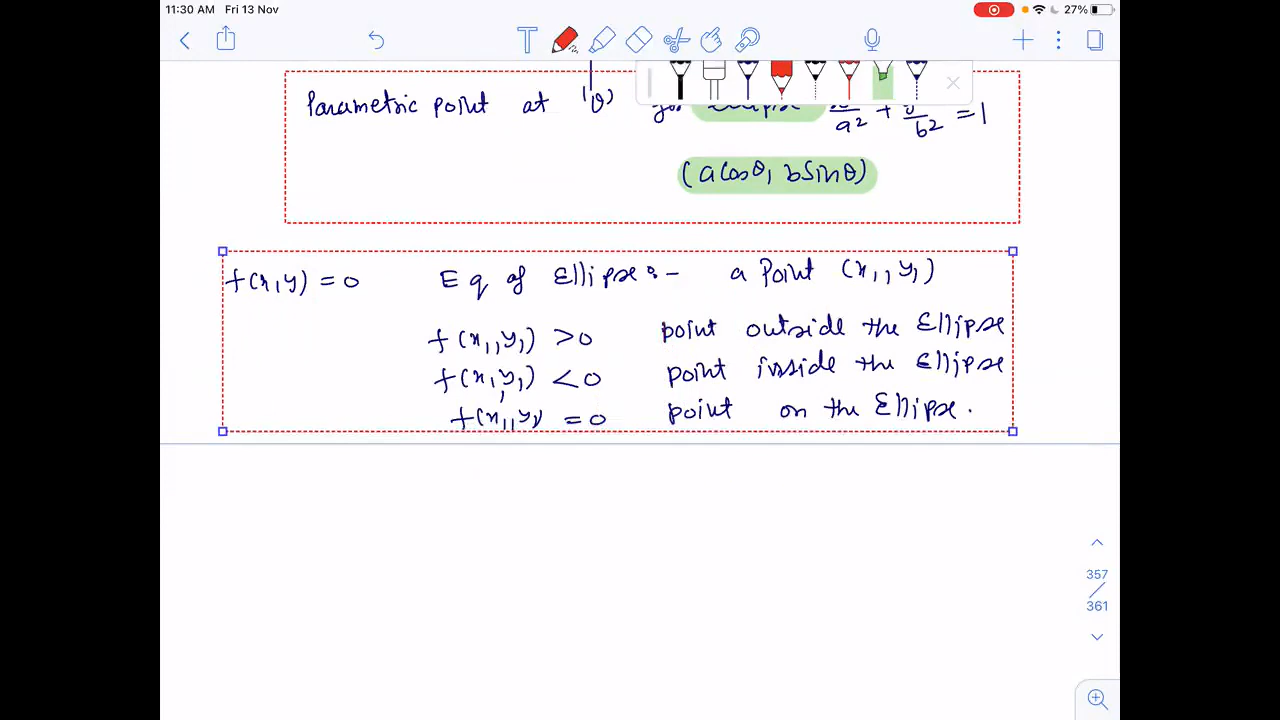 11:30 AM Fri 13 Nov 27%
Parametric point at 'θ' for ellipse x²/a² + y²/b² = 1
(a cosθ, b sinθ)
f(x,y) = 0 Eq of Ellipse :- a point (x₁, y₁)
f(x₁,y₁) > 0 point outside the Ellipse
f(x₁,y₁) < 0 point inside the Ellipse
f(x₁,y₁) = 0 point on the Ellipse.
357
361